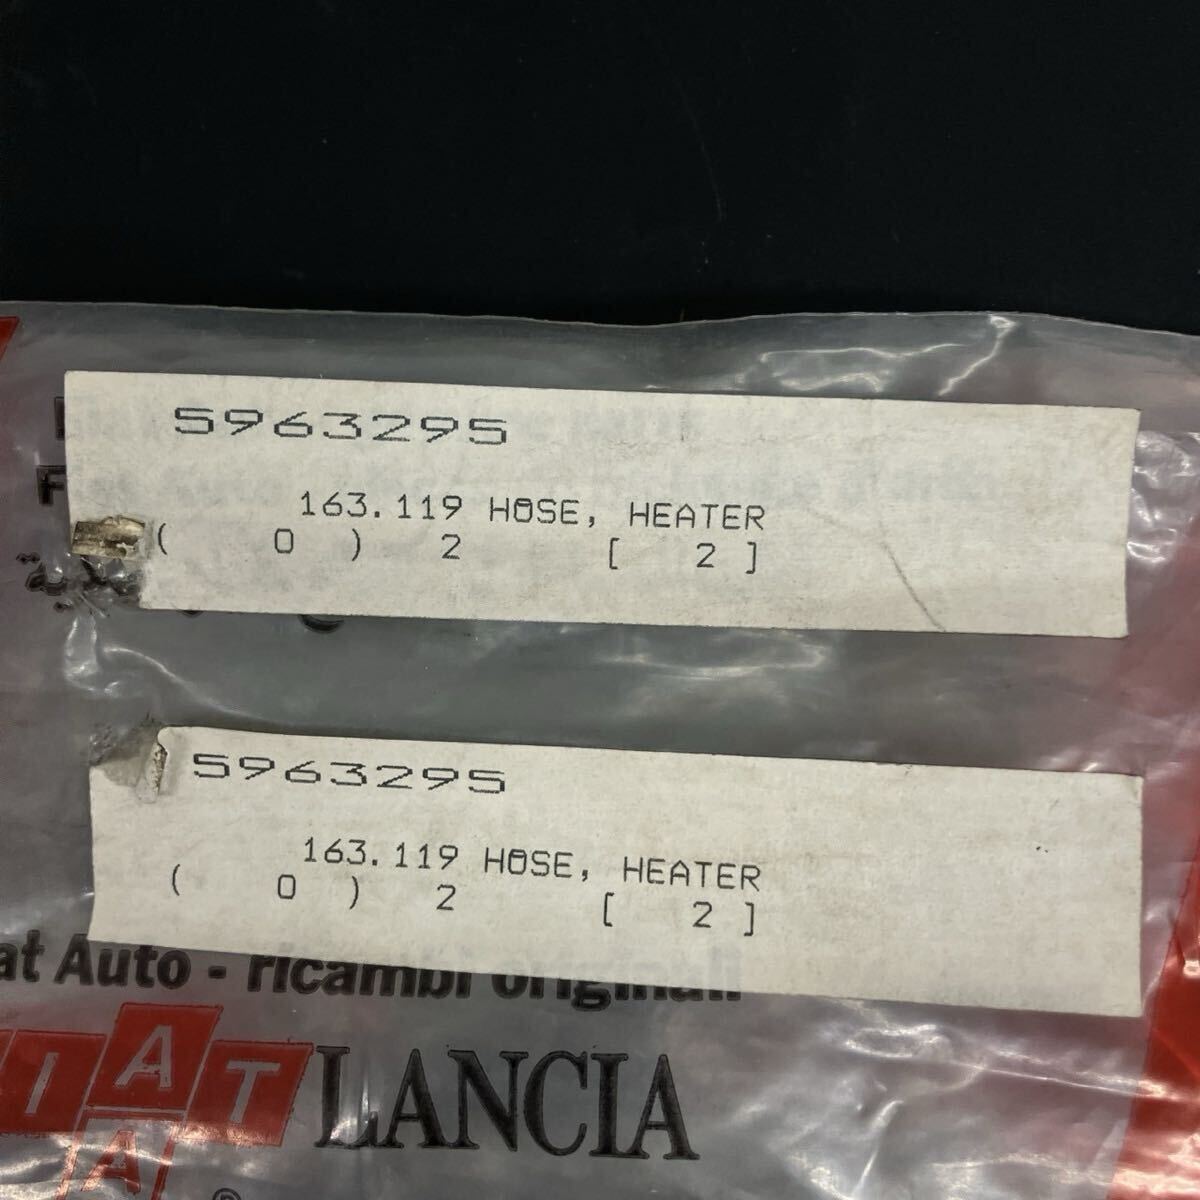 5963295
163.119 HOSE, HEATER
( 0 ) 2 [ 2 ]
5963295
163.119 HOSE, HEATER
( 0 ) 2 [ 2 ]
at Auto - ricambi originali
IAT LANCIA
A
®